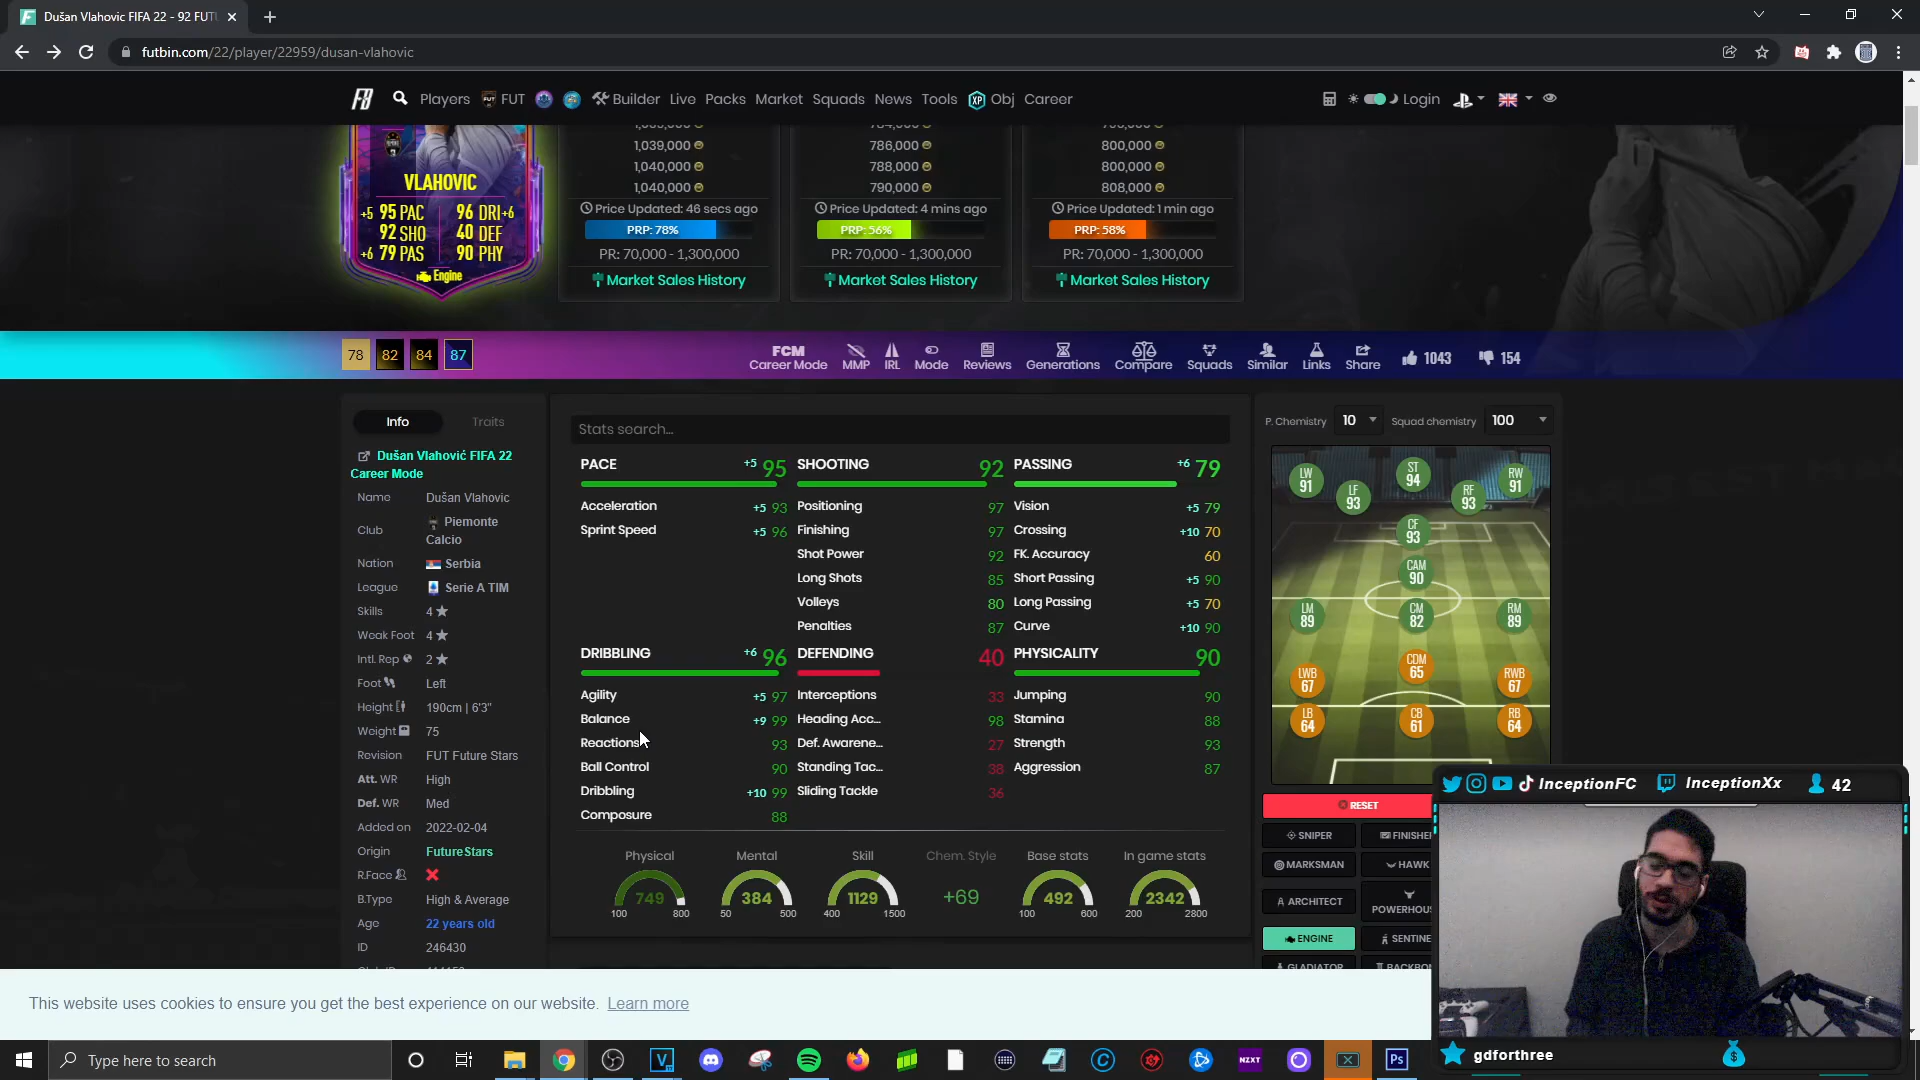 Dušan Vlahovic FIFA 22 - 92 FUTU
futbin.com/22/player/22959/dusan-vlahovic
Players FUT Builder Live Packs Market Squads News Tools XP Obj Career Login
VLAHOVIC
+5 95 PAC 96 DRI +6
92 SHO 40 DEF
+6 79 PAS 90 PHY
Engine
1,039,000
1,040,000
1,040,000
Price Updated: 46 secs ago
PRP: 78%
PR: 70,000 - 1,300,000
Market Sales History
786,000
788,000
790,000
Price Updated: 4 mins ago
PRP: 56%
PR: 70,000 - 1,300,000
Market Sales History
800,000
800,000
808,000
Price Updated: 1 min ago
PRP: 58%
PR: 70,000 - 1,300,000
Market Sales History
78 82 84 87
FCM
Career Mode MMP IRL Mode Reviews Generations Compare Squads Similar Links Share 1043 154
Info Traits
Dušan Vlahović FIFA 22
Career Mode
Name Dušan Vlahovic
Club Piemonte
Calcio
Nation Serbia
League Serie A TIM
Skills 4★
Weak Foot 4★
Intl. Rep 2★
Foot Left
Height 190cm | 6'3"
Weight 75
Revision FUT Future Stars
Att. WR High
Def. WR Med
Added on 2022-02-04
Origin FutureStars
R.Face
B.Type High & Average
Age 22 years old
ID 246430
Stats search...
PACE +5 95
Acceleration +5 93
Sprint Speed +5 96
SHOOTING 92
Positioning 97
Finishing 97
Shot Power 92
Long Shots 85
Volleys 80
Penalties 87
PASSING +6 79
Vision +5 79
Crossing +10 70
FK. Accuracy 60
Short Passing +5 90
Long Passing +5 70
Curve +10 90
DRIBBLING +6 96
Agility +5 97
Balance +9 99
Reactions 93
Ball Control 90
Dribbling +10 99
Composure 88
DEFENDING 40
Interceptions 33
Heading Acc... 98
Def. Awarene... 27
Standing Tac... 38
Sliding Tackle 36
PHYSICALITY 90
Jumping 90
Stamina 88
Strength 93
Aggression 87
Physical Mental Skill Chem. Style Base stats In game stats
749 384 1129 +69 492 2342
100 800 50 500 400 1500 100 600 200 2800
P. Chemistry 10 Squad chemistry 100
LW 91
ST 94
RW 91
LF 93
RF 93
CF 93
CAM 90
LM 89
CM 82
RM 89
LWB 67
CDM 65
RWB 67
LB 64
CB 61
RB 64
RESET
SNIPER FINISHE
MARKSMAN HAWK
ARCHITECT POWERHOU
ENGINE SENTINE
GLADIATOR BACKBO
InceptionFC InceptionXx 42
gdforthree
This website uses cookies to ensure you get the best experience on our website. Learn more
Type here to search
NZXT
Ps